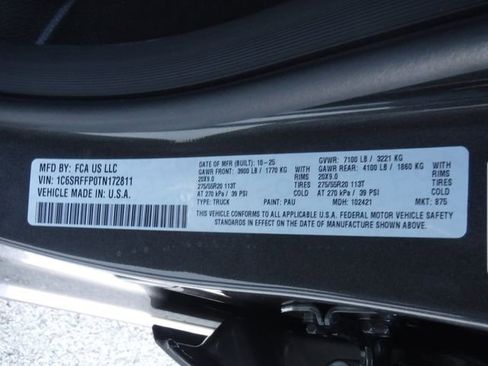 MFD BY: FCA US LLC
VIN: 1C6SRFFP0TN172811
VEHICLE MADE IN: U.S.A.
DATE OF MFR (BUILT): 10-25
GAWR FRONT: 3900 LB / 1770 KG
20X9.0 RIMS
275/55R20 113T
AT 270 kPa / 39 PSI COLD
TYPE: TRUCK PAINT: PAU
GVWR: 7100 LB / 3221 KG
GAWR REAR: 4100 LB / 1860 KG
20X9.0 RIMS
275/55R20 113T
AT 270 kPa / 39 PSI COLD
MDH: 102421 MKT: 875
THIS VEHICLE CONFORMS TO ALL APPLICABLE U.S.A. FEDERAL MOTOR VEHICLE SAFETY
STANDARDS IN EFFECT ON THE DATE OF MANUFACTURE SHOWN ABOVE.